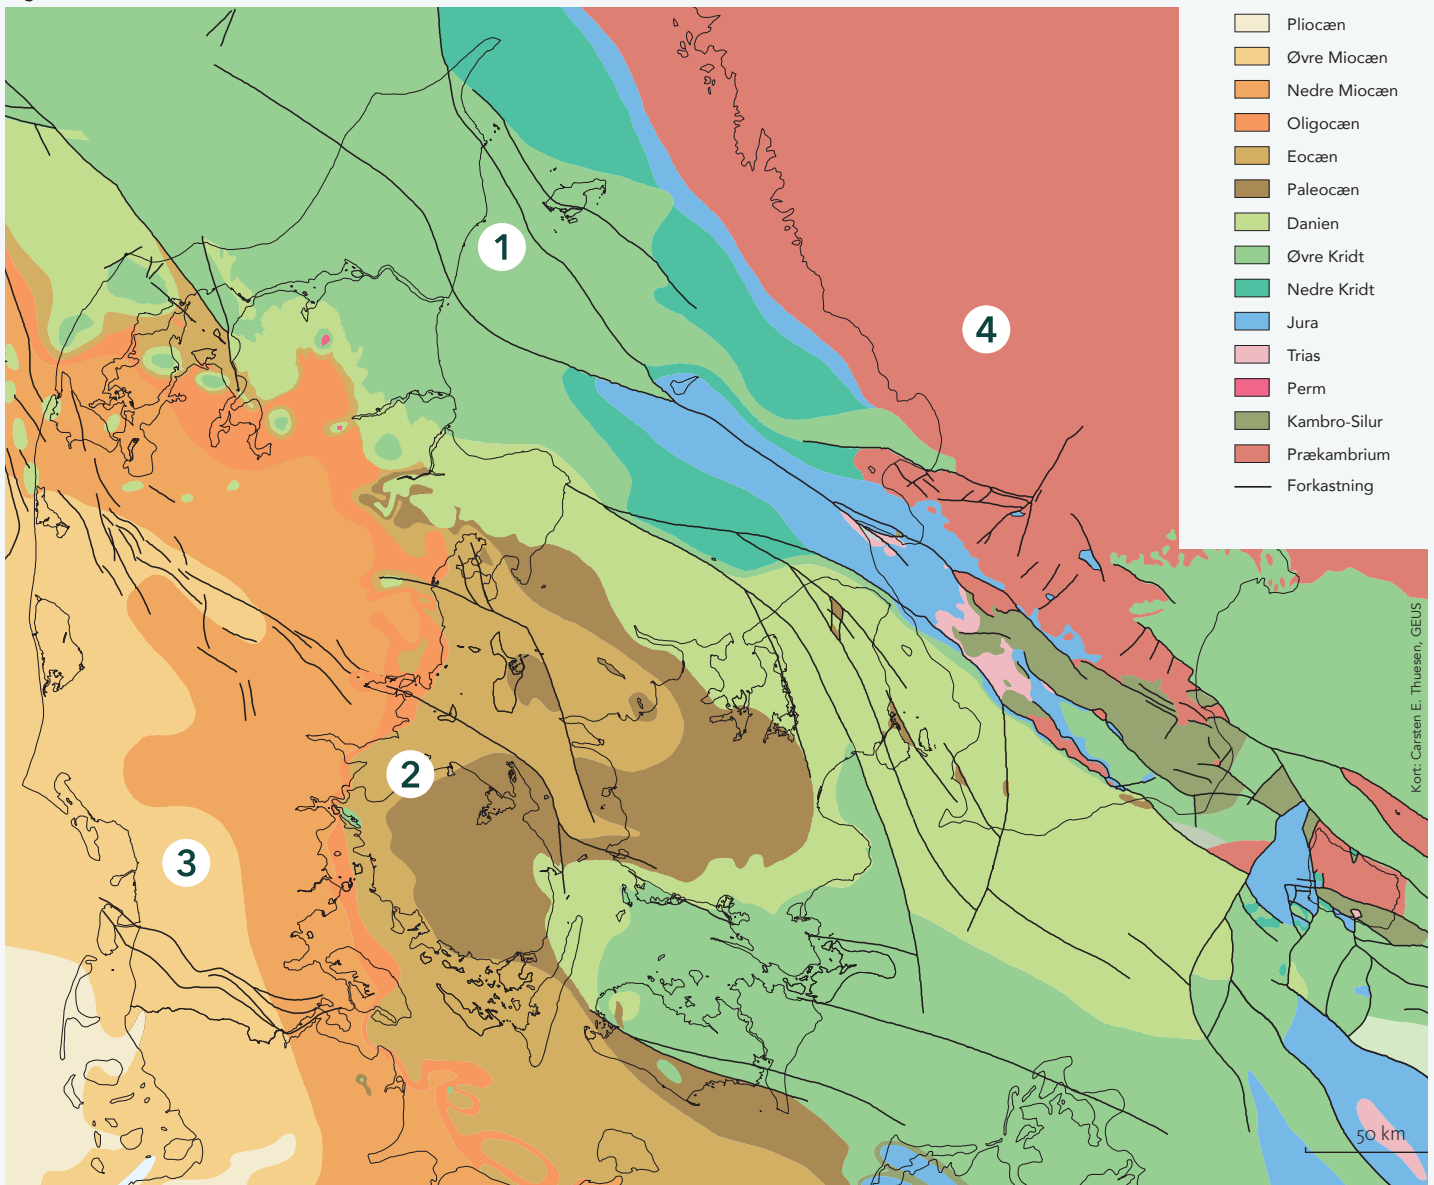 Pliocæn
Øvre Miocæn
Nedre Miocæn
Oligocæn
Eocæn
Paleocæn
Danien
Øvre Kridt
Nedre Kridt
Jura
Trias
Perm
Kambro-Silur
Prækambrium
Forkastning
1
4
2
3
Kort: Carsten E. Thuesen, GEUS
50 km